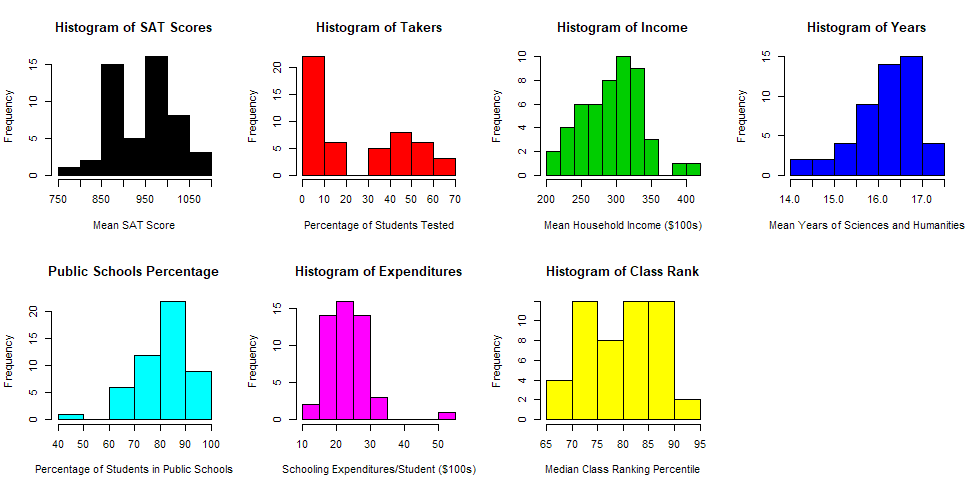 Histogram of SAT Scores
Frequency
0 5 10 15
750 850 950 1050
Mean SAT Score
Histogram of Takers
Frequency
0 5 10 15 20
0 10 20 30 40 50 60 70
Percentage of Students Tested
Histogram of Income
Frequency
0 2 4 6 8 10
200 250 300 350 400
Mean Household Income ($100s)
Histogram of Years
Frequency
0 5 10 15
14.0 15.0 16.0 17.0
Mean Years of Sciences and Humanities
Public Schools Percentage
Frequency
0 5 10 15 20
40 50 60 70 80 90 100
Percentage of Students in Public Schools
Histogram of Expenditures
Frequency
0 5 10 15
10 20 30 40 50
Schooling Expenditures/Student ($100s)
Histogram of Class Rank
Frequency
0 2 4 6 8 10
65 70 75 80 85 90 95
Median Class Ranking Percentile